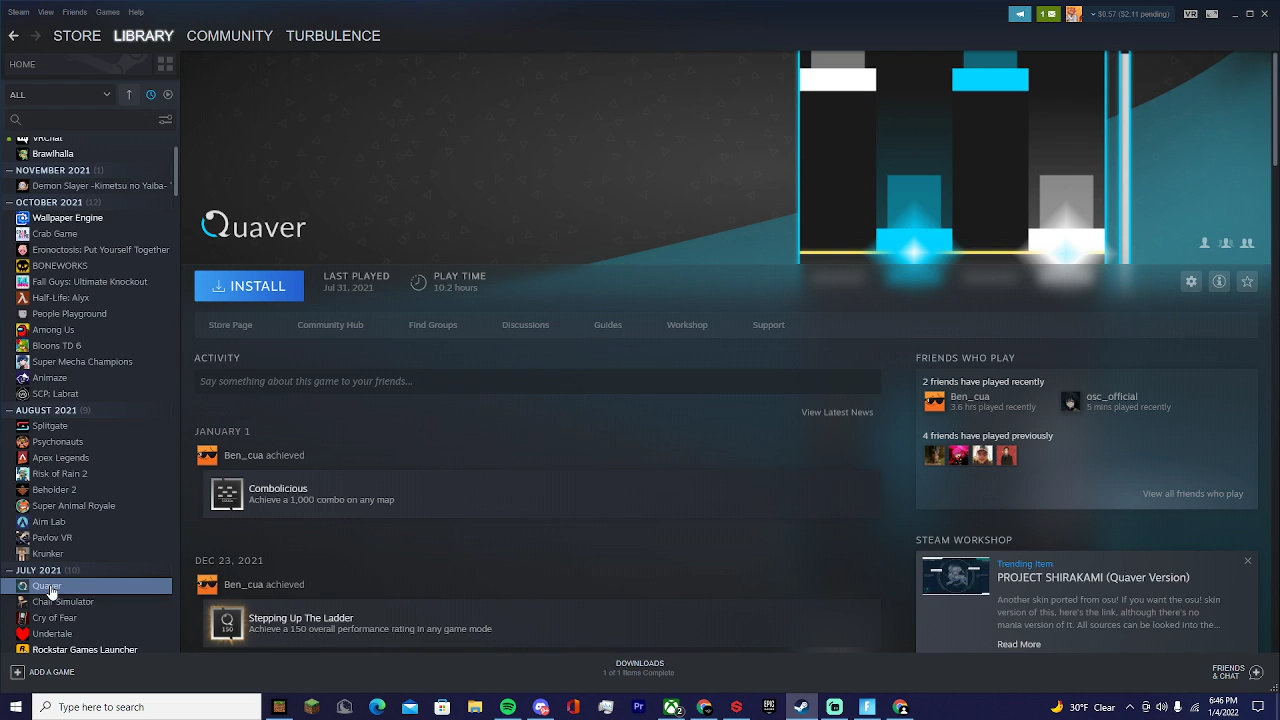 Steam View Friends Games Help
1 $0.57 ($2.11 pending) VR
STORE LIBRARY COMMUNITY TURBULENCE
HOME
ALL
VRChat
Brawlhalla
NOVEMBER 2021 (1)
Demon Slayer -Kimetsu no Yaiba-
OCTOBER 2021 (12)
Wallpaper Engine
Crab Game
Enonoctosis: Put Yourself Together
BONEWORKS
Fall Guys: Ultimate Knockout
Half-Life: Alyx
People Playground
Among Us
Bloons TD 6
Super Mecha Champions
Animaze
SCP: Labrat
AUGUST 2021 (9)
Splitgate
Psychonauts
Apex Legends
Risk of Rain 2
Beholder 2
Super Animal Royale
Aim Lab
Pavlov VR
Krunker
JULY 2021 (10)
Quaver
Chair Simulator
Cry of Fear
Undertale
Rockstar Games Launcher
ADD A GAME
Quaver
INSTALL
LAST PLAYED
Jul 31, 2021
PLAY TIME
10.2 hours
Store Page Community Hub Find Groups Discussions Guides Workshop Support
ACTIVITY
Say something about this game to your friends...
View Latest News
JANUARY 1
Ben_cua achieved
Combolicious
Achieve a 1,000 combo on any map
DEC 23, 2021
Ben_cua achieved
150
Stepping Up The Ladder
Achieve a 150 overall performance rating in any game mode
FRIENDS WHO PLAY
2 friends have played recently
Ben_cua
3.6 hrs played recently
osc_official
5 mins played recently
4 friends have played previously
View all friends who play
STEAM WORKSHOP
Trending Item
PROJECT SHIRAKAMI (Quaver Version)
Another skin ported from osu! If you want the osu! skin
version of this, here's the link, although there's no
mania version of it. All sources can be looked into the...
Read More
DOWNLOADS
1 of 1 Items Complete
FRIENDS
& CHAT
Type here to search
Pr
EPIC
30°F Clear
6:46 PM
1/4/2022